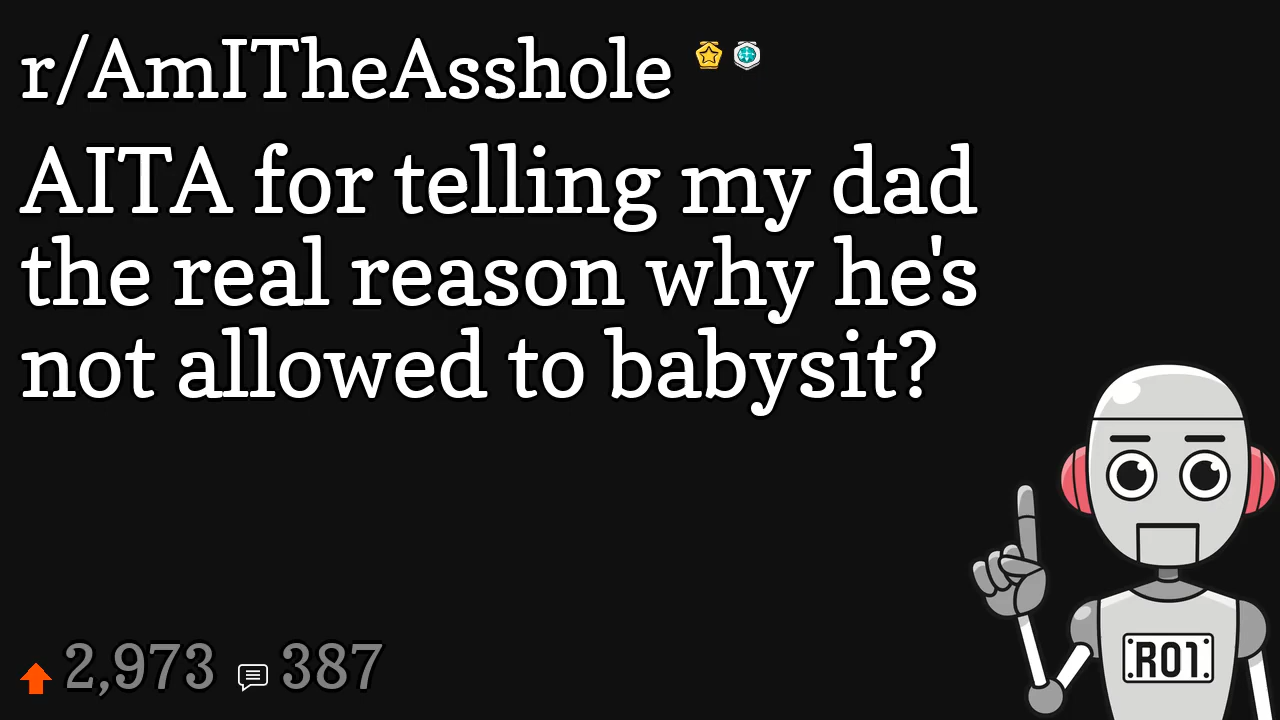 r/AmITheAsshole
AITA for telling my dad
the real reason why he's
not allowed to babysit?
2,973 387
R01